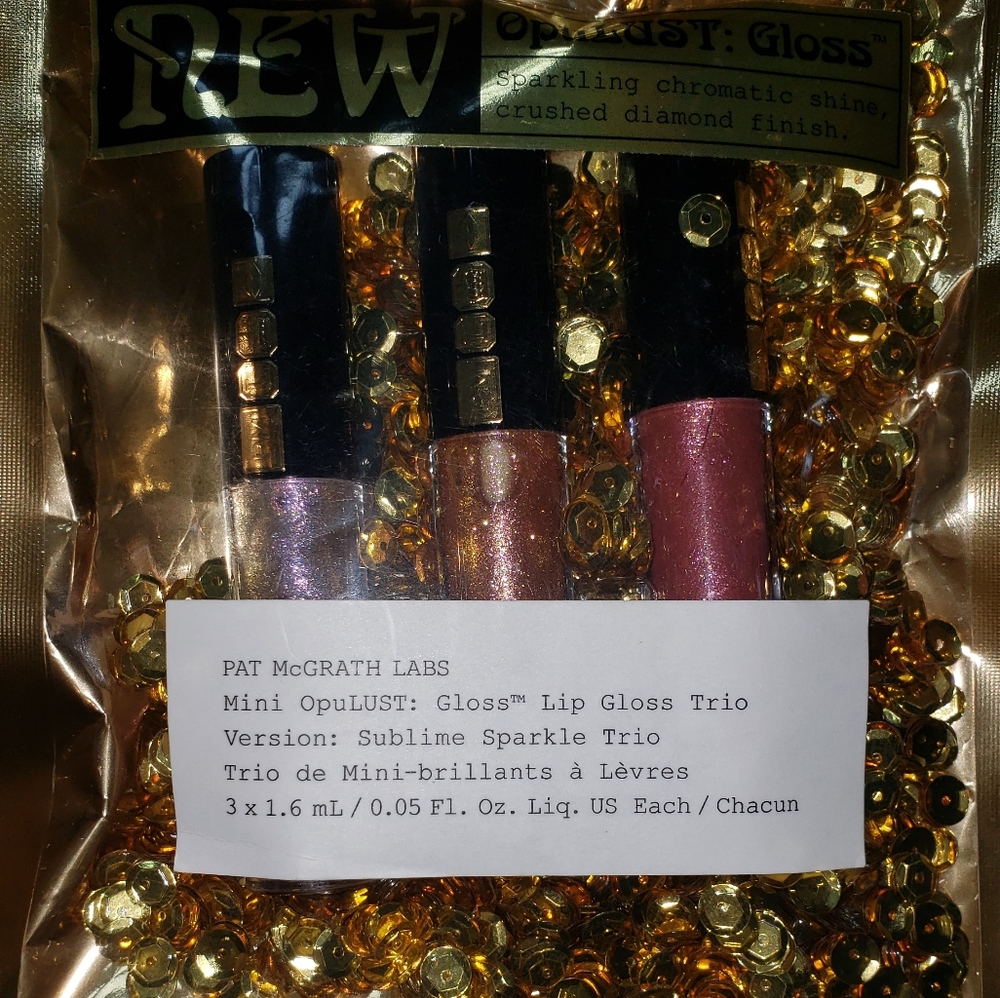 NEW
OpuLUST: Gloss™
Sparkling chromatic shine,
crushed diamond finish.
PAT McGRATH LABS
Mini OpuLUST: Gloss™ Lip Gloss Trio
Version: Sublime Sparkle Trio
Trio de Mini-brillants à Lèvres
3 x 1.6 mL / 0.05 Fl. Oz. Liq. US Each / Chacun